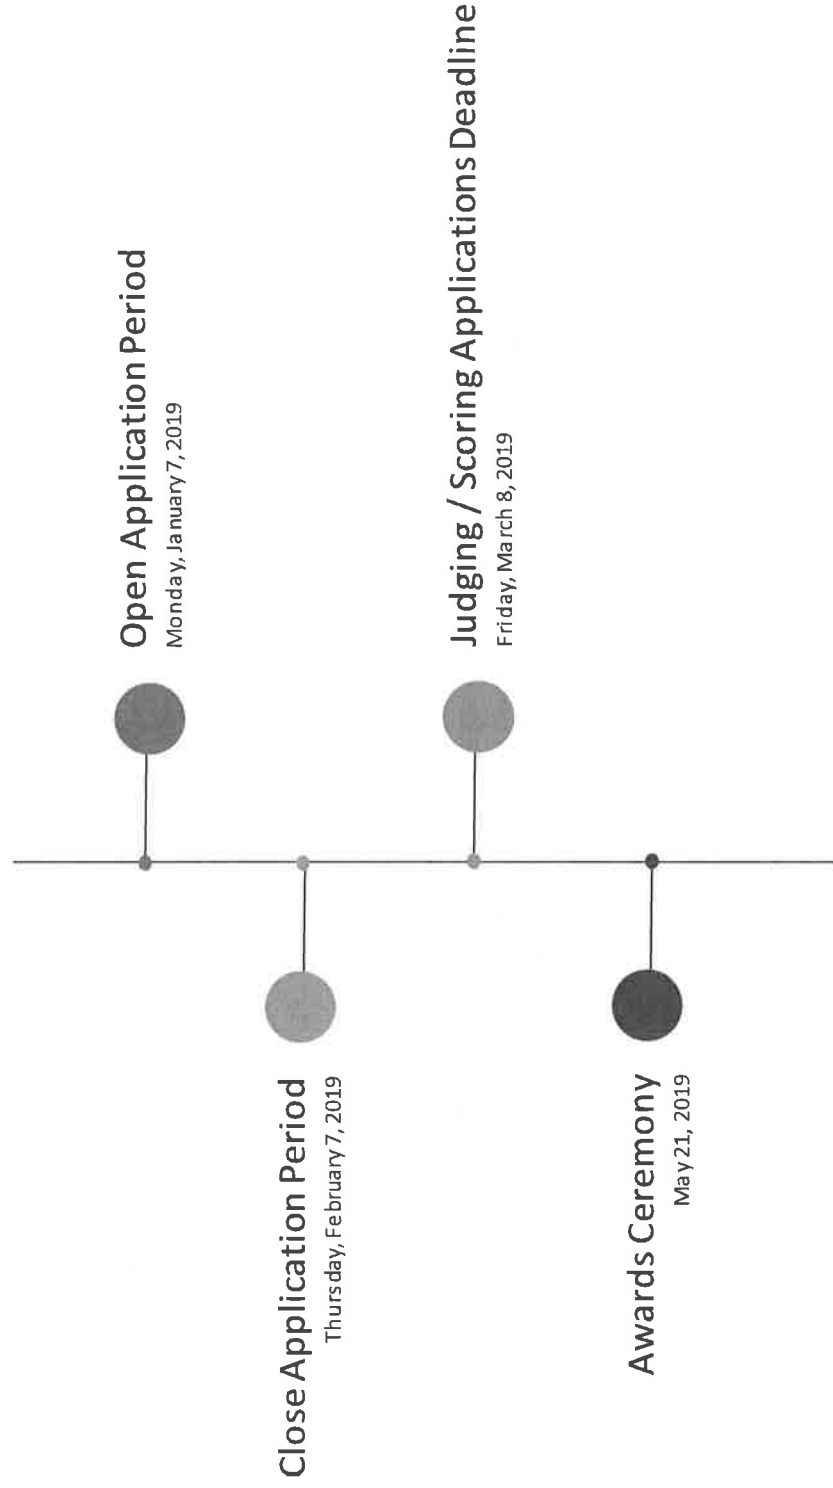 Open Application Period
Monday, January 7, 2019
Close Application Period
Thursday, February 7, 2019
Judging / Scoring Applications Deadline
Friday, March 8, 2019
Awards Ceremony
May 21, 2019